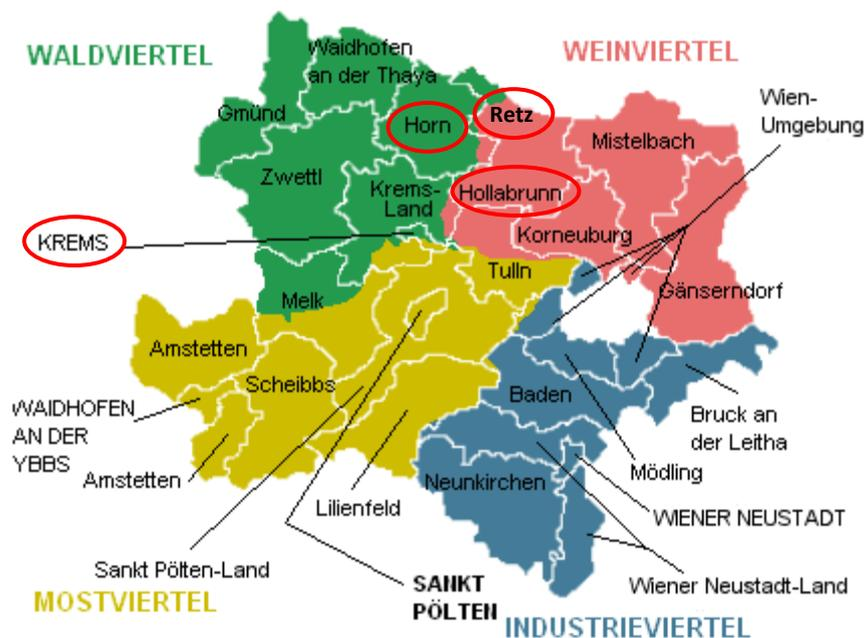 WALDVIERTEL
WEINVIERTEL
Waidhofen
an der Thaya
Gmünd
Horn
Retz
Wien-
Umgebung
Mistelbach
Zwettl
Krems-
Land
Hollabrunn
KREMS
Korneuburg
Tulln
Melk
Gänserndorf
Amstetten
Scheibbs
Baden
WAIDHOFEN
AN DER
YBBS
Bruck an
der Leitha
Amstetten
Lilienfeld
Neunkirchen
Mödling
WIENER NEUSTADT
Sankt Pölten-Land
SANKT
PÖLTEN
Wiener Neustadt-Land
MOSTVIERTEL
INDUSTRIEVIERTEL